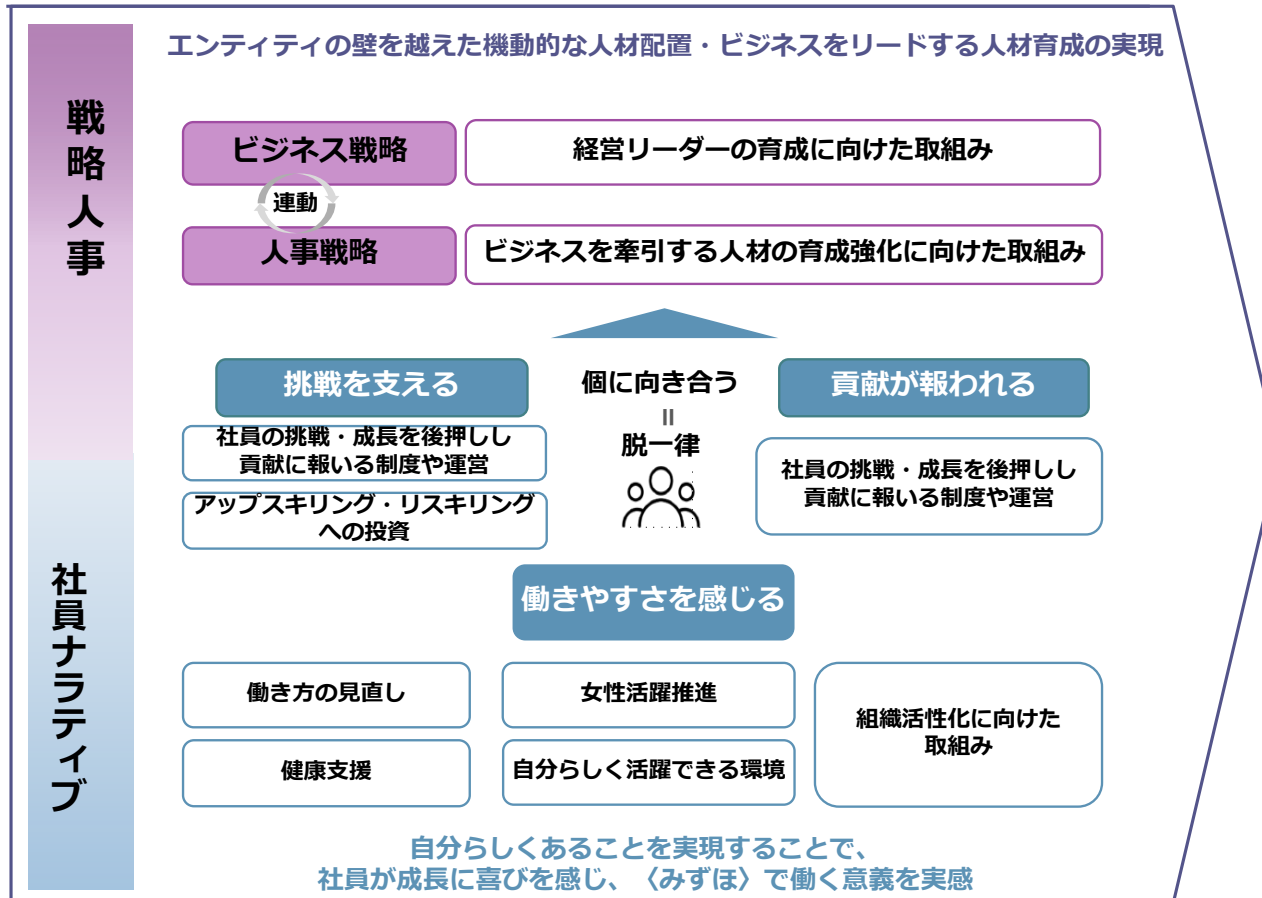 エンティティの壁を越えた機動的な人材配置・ビジネスをリードする人材育成の実現
戦略人事
ビジネス戦略
経営リーダーの育成に向けた取組み
連動
人事戦略
ビジネスを牽引する人材の育成強化に向けた取組み
挑戦を支える
個に向き合う
=
脱一律
貢献が報われる
社員の挑戦・成長を後押しし
貢献に報いる制度や運営
アップスキリング・リスキリング
への投資
社員の挑戦・成長を後押しし
貢献に報いる制度や運営
社員ナラティブ
働きやすさを感じる
働き方の見直し
女性活躍推進
組織活性化に向けた
取組み
健康支援
自分らしく活躍できる環境
自分らしくあることを実現することで、
社員が成長に喜びを感じ、〈みずほ〉で働く意義を実感